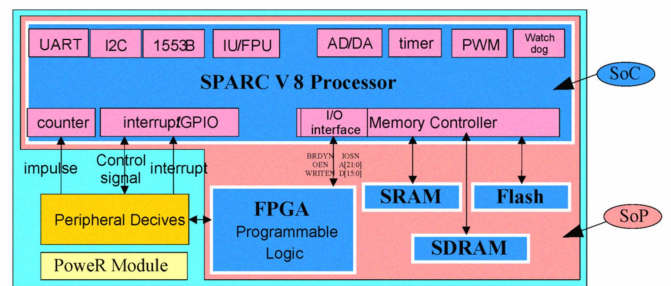 UART I2C 1553B IU/FPU AD/DA timer PWM Watch
dog
SPARC V 8 Processor
SoC
counter interrupt/GPIO I/O
interface Memory Controller
impulse Control
signal interrupt
BRDYN IOSN
OEN A[21:0]
WRITEN D[15:0]
SRAM Flash
FPGA
Programmable
Logic
Peripheral Decives
SDRAM
SoP
PoweR Module